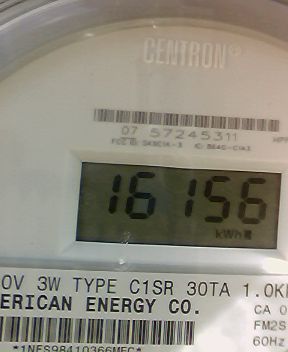 CENTRON®
07 57245311
16156
kWh
0V 3W TYPE C1SR 30TA 1.0K
ERICAN ENERGY CO.
CA 0
FM2S
60Hz
*1NES98410366MEC*